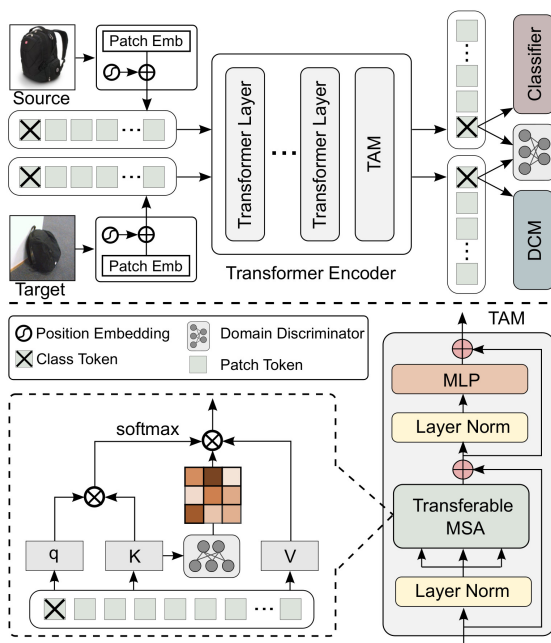 Patch Emb
Source
Transformer Layer
Transformer Layer
TAM
Classifier
Target
Patch Emb
Transformer Encoder
DCM
Position Embedding
Class Token
Domain Discriminator
Patch Token
TAM
MLP
Layer Norm
Transferable
MSA
Layer Norm
softmax
q
K
V